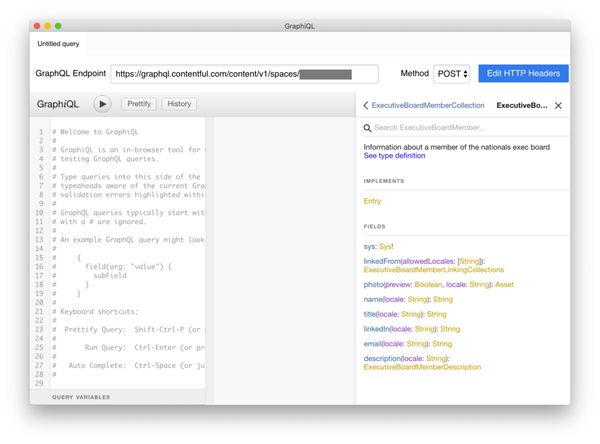 GraphiQL
Untitled query
GraphQL Endpoint
https://graphql.contentful.com/content/v1/spaces/
Method
POST
Edit HTTP Headers
GraphiQL
Prettify
History
1 # Welcome to GraphiQL
2 #
3 # GraphiQL is an in-browser tool for
4 # testing GraphQL queries.
5 #
6 # Type queries into this side of the
7 # typeaheads aware of the current Gra
8 # validation errors highlighted within
9 #
10 # GraphQL queries typically start wit
11 # with a # are ignored.
12 #
13 # An example GraphQL query might look
14 #
15 #     {
16 #       field(arg: "value") {
17 #         subField
18 #       }
19 #     }
20 #
21 # Keyboard shortcuts:
22 #
23 #  Prettify Query:  Shift-Ctrl-P (or
24 #
25 #       Run Query:  Ctrl-Enter (or pr
26 #
27 #   Auto Complete:  Ctrl-Space (or ju
28 #
29
QUERY VARIABLES
ExecutiveBoardMemberCollection
ExecutiveBo...
Search ExecutiveBoardMember...
Information about a member of the nationals exec board
See type definition
IMPLEMENTS
Entry
FIELDS
sys: Sys!
linkedFrom(allowedLocales: [String]):
ExecutiveBoardMemberLinkingCollections
photo(preview: Boolean, locale: String): Asset
name(locale: String): String
title(locale: String): String
linkedIn(locale: String): String
email(locale: String): String
description(locale: String):
ExecutiveBoardMemberDescription